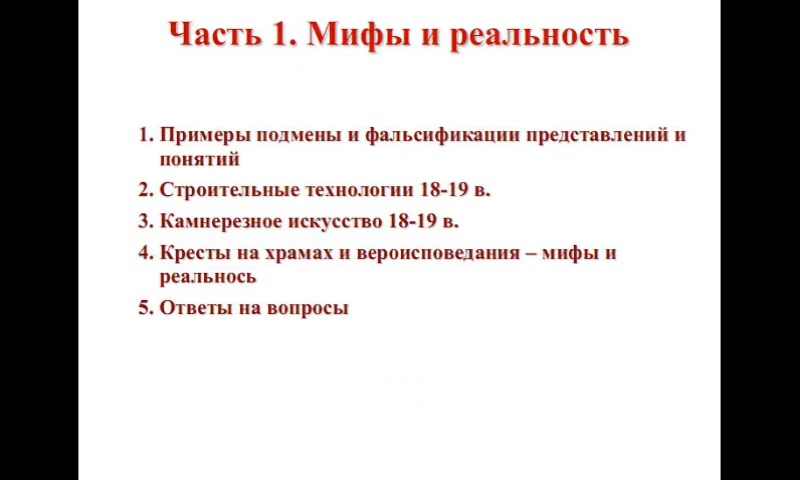 Часть 1. Мифы и реальность
1. Примеры подмены и фальсификации представлений и
понятий
2. Строительные технологии 18-19 в.
3. Камнерезное искусство 18-19 в.
4. Кресты на храмах и вероисповедания – мифы и
реальнось
5. Ответы на вопросы